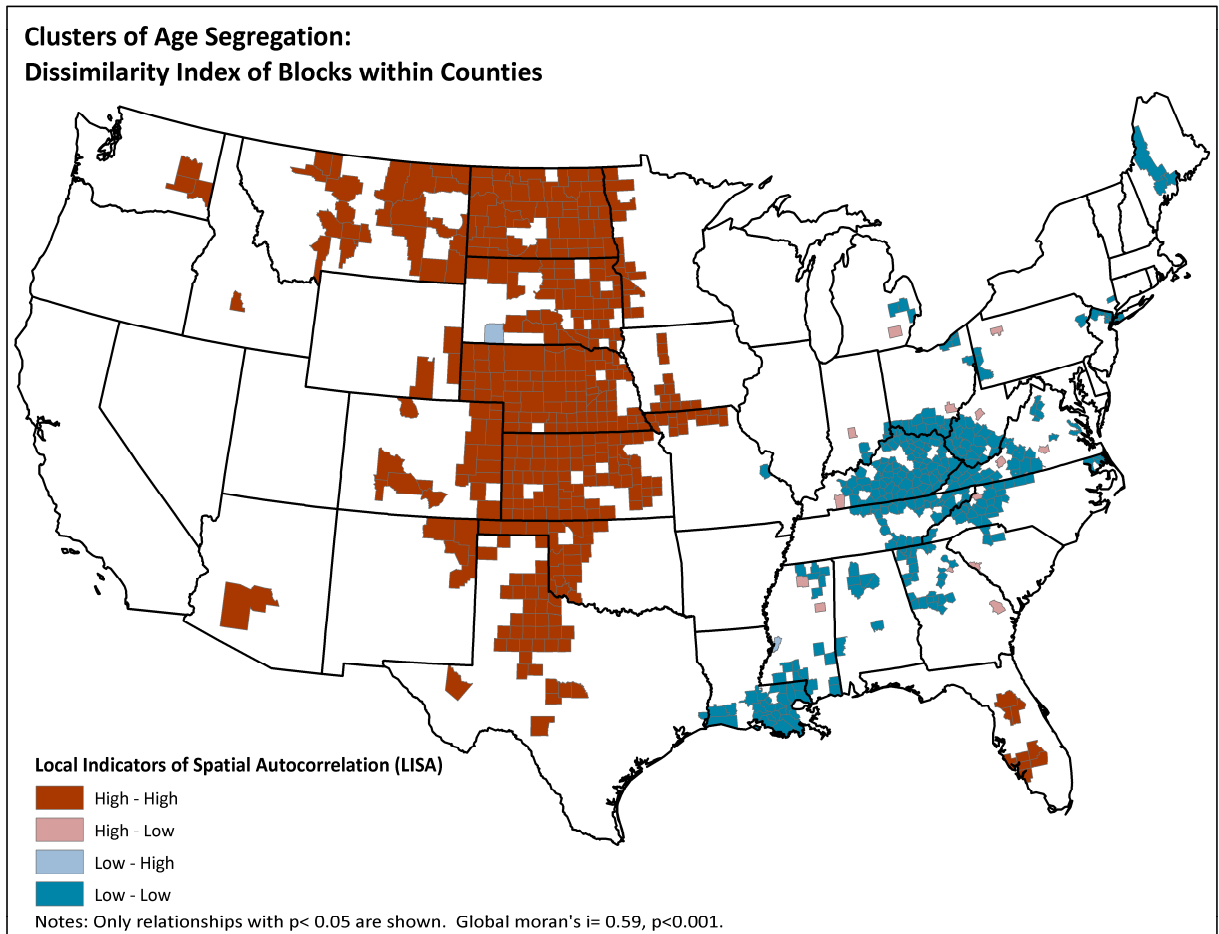 Clusters of Age Segregation:
Dissimilarity Index of Blocks within Counties
Local Indicators of Spatial Autocorrelation (LISA)
High - High
High - Low
Low - High
Low - Low
Notes: Only relationships with p< 0.05 are shown.  Global moran's i= 0.59, p<0.001.